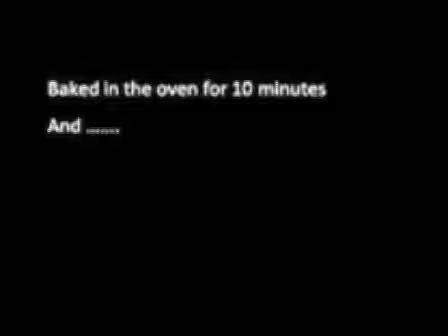 Baked in the oven for 10 minutes
And .......